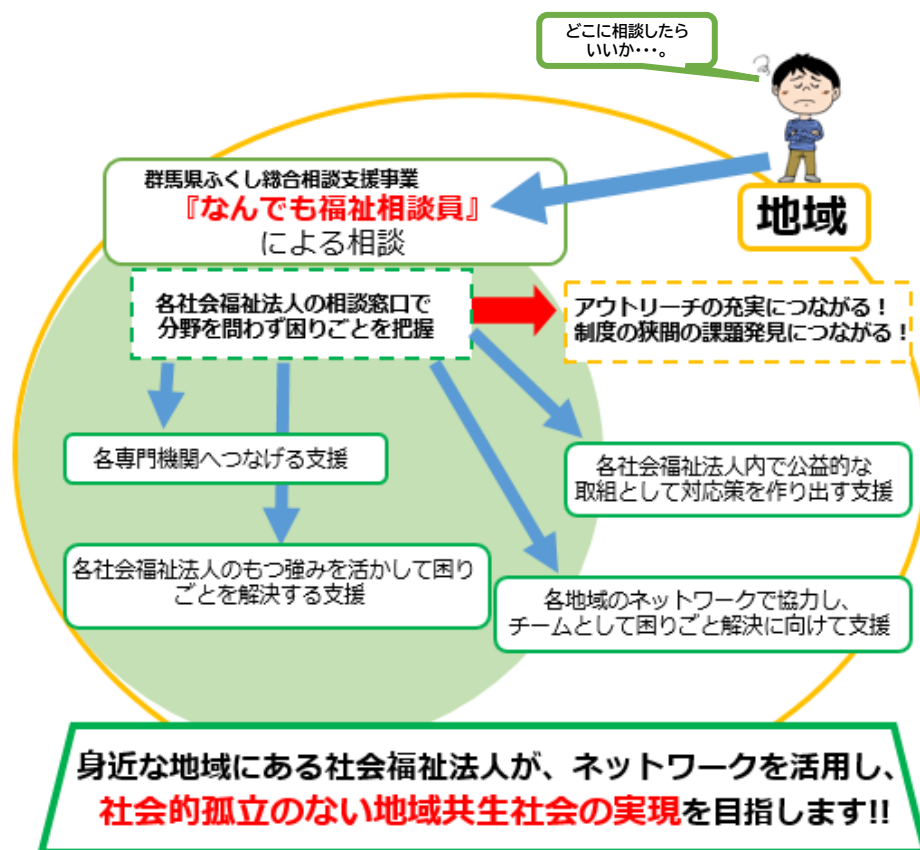 どこに相談したら
いいか・・・。
群馬県ふくし総合相談支援事業
『なんでも福祉相談員』
による相談
地域
各社会福祉法人の相談窓口で
分野を問わず困りごとを把握
アウトリーチの充実につながる！
制度の狭間の課題発見につながる！
各専門機関へつなげる支援
各社会福祉法人内で公益的な
取組として対応策を作り出す支援
各社会福祉法人のもつ強みを活かして困り
ごとを解決する支援
各地域のネットワークで協力し、
チームとして困りごと解決に向けて支援
身近な地域にある社会福祉法人が、ネットワークを活用し、
社会的孤立のない地域共生社会の実現を目指します!!